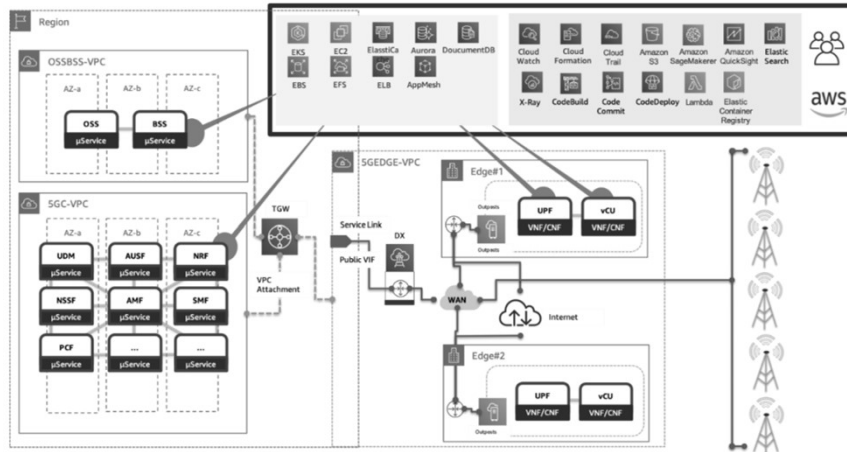 Region
OSSBSS-VPC
AZ-a
AZ-b
AZ-c
OSS
BSS
µService
µService
5GC-VPC
AZ-a
AZ-b
AZ-c
UDM
AUSF
NRF
µService
µService
µService
NSSF
AMF
SMF
µService
µService
µService
PCF
...
...
µService
µService
µService
TGW
VPC
Attachment
EKS
EC2
ElasstiCa
Aurora
DoucumentDB
EBS
EFS
ELB
AppMesh
Cloud
Watch
Cloud
Formation
Cloud
Trail
Amazon
S3
Amazon
SageMakerer
Amazon
QuickSight
Elastic
Search
X-Ray
CodeBuild
Code
Commit
CodeDeploy
Lambda
Elastic
Container
Registry
aws
5GEDGE-VPC
Service Link
Public VIF
DX
WAN
Internet
Edge#1
Outposts
Outposts
UPF
vCU
VNF/CNF
VNF/CNF
Edge#2
Outposts
Outposts
UPF
vCU
VNF/CNF
VNF/CNF